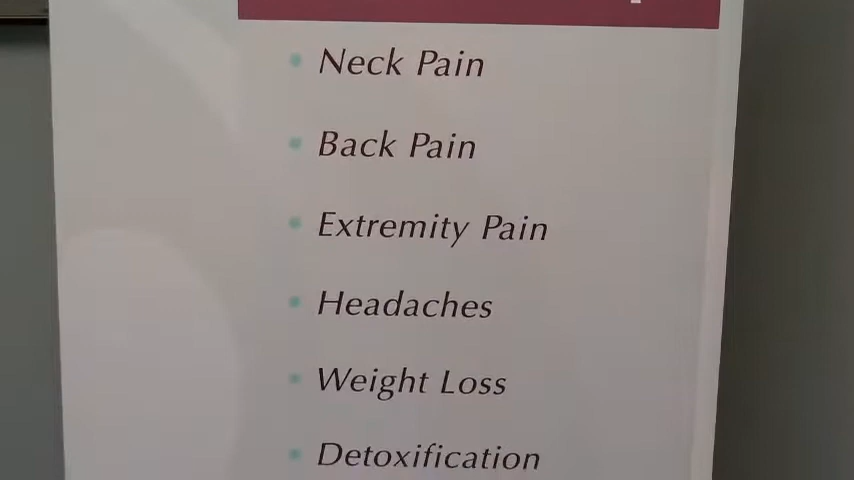 Neck Pain
Back Pain
Extremity Pain
Headaches
Weight Loss
Detoxification